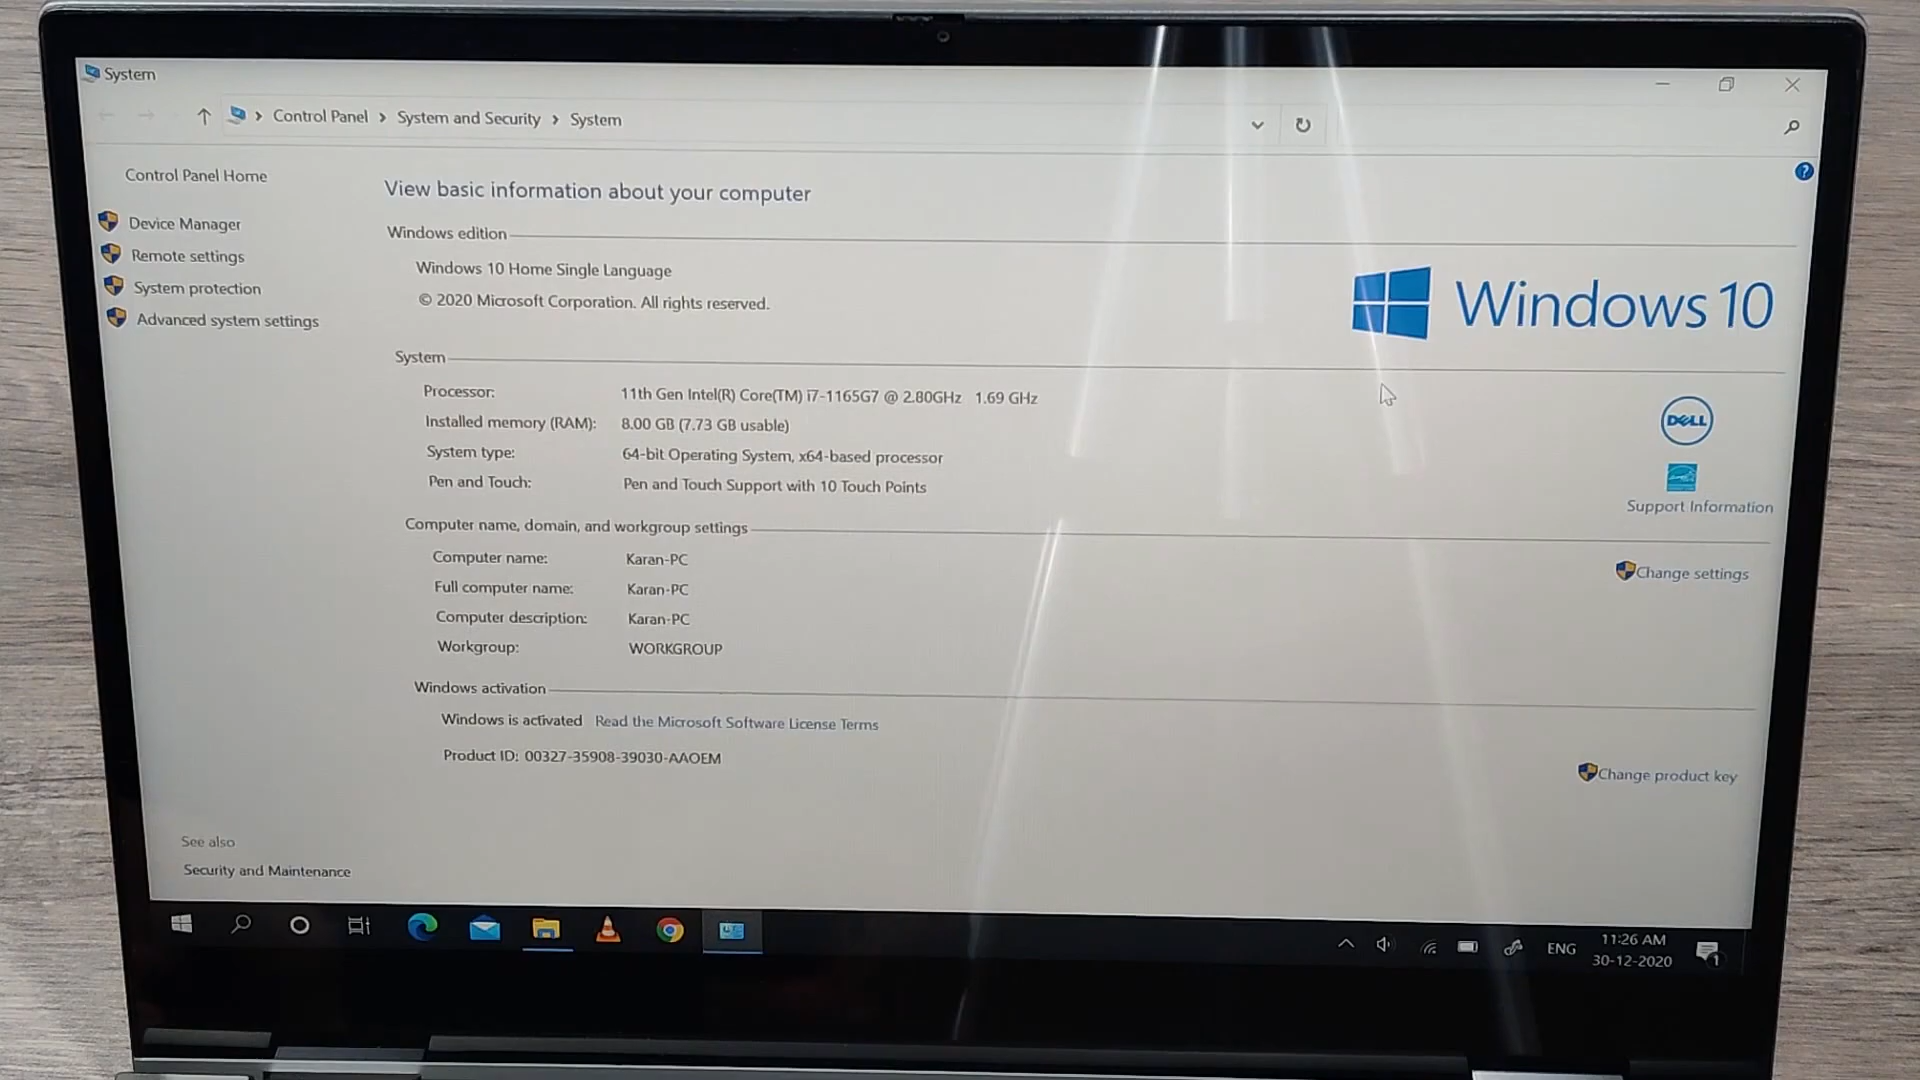 System
Control Panel > System and Security > System
Control Panel Home
Device Manager
Remote settings
System protection
Advanced system settings
View basic information about your computer
Windows edition
Windows 10 Home Single Language
© 2020 Microsoft Corporation. All rights reserved.
Windows 10
System
Processor: 11th Gen Intel(R) Core(TM) i7-1165G7 @ 2.80GHz 1.69 GHz
Installed memory (RAM): 8.00 GB (7.73 GB usable)
System type: 64-bit Operating System, x64-based processor
Pen and Touch: Pen and Touch Support with 10 Touch Points
DELL
Support Information
Computer name, domain, and workgroup settings
Computer name: Karan-PC
Full computer name: Karan-PC
Computer description: Karan-PC
Workgroup: WORKGROUP
Change settings
Windows activation
Windows is activated Read the Microsoft Software License Terms
Product ID: 00327-35908-39030-AAOEM
Change product key
See also
Security and Maintenance
ENG
11:26 AM
30-12-2020
1